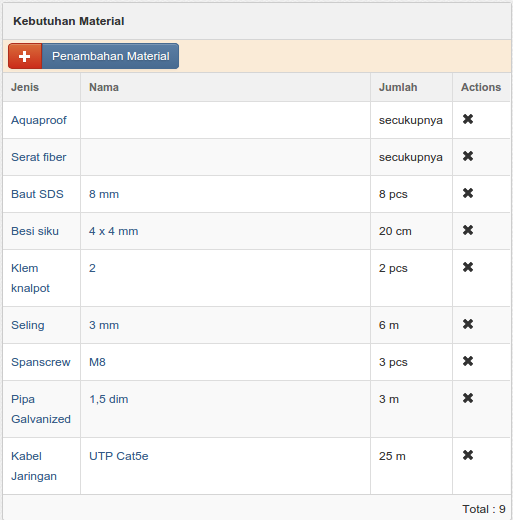 Kebutuhan Material
Penambahan Material
Jenis Nama Jumlah Actions
Aquaproof secukupnya
Serat fiber secukupnya
Baut SDS 8 mm 8 pcs
Besi siku 4 x 4 mm 20 cm
Klem 2 2 pcs
knalpot
Seling 3 mm 6 m
Spanscrew M8 3 pcs
Pipa 1,5 dim 3 m
Galvanized
Kabel UTP Cat5e 25 m
Jaringan
Total : 9